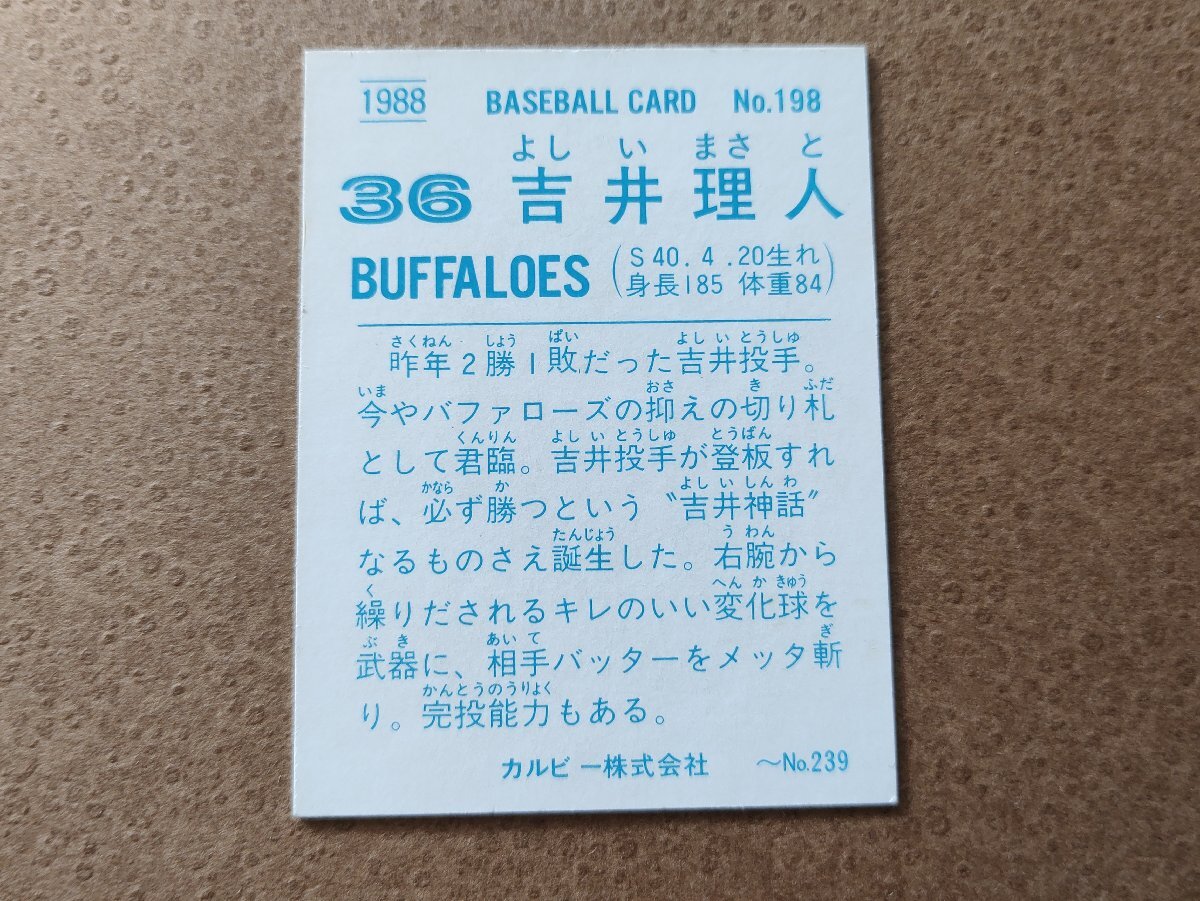 1988 BASEBALL CARD No.198
よし い まさ と
36 吉井理人
BUFFALOES (S40.4.20生れ
身長185 体重84)
さくねん しょう ぱい よし い とうしゅ
昨年2勝1敗だった吉井投手。
いま おさ き ふだ
今やバファローズの抑えの切り札
くんりん よし い とうしゅ とうばん
として君臨。吉井投手が登板すれ
かなら か よし い しん わ
ば、必ず勝つという〝吉井神話〟
たんじょう う わん
なるものさえ誕生した。右腕から
く へん か きゅう
繰りだされるキレのいい変化球を
ぶ き あい て ぎ
武器に、相手バッターをメッタ斬
かんとうのうりょく
り。完投能力もある。
カルビー株式会社 〜No.239